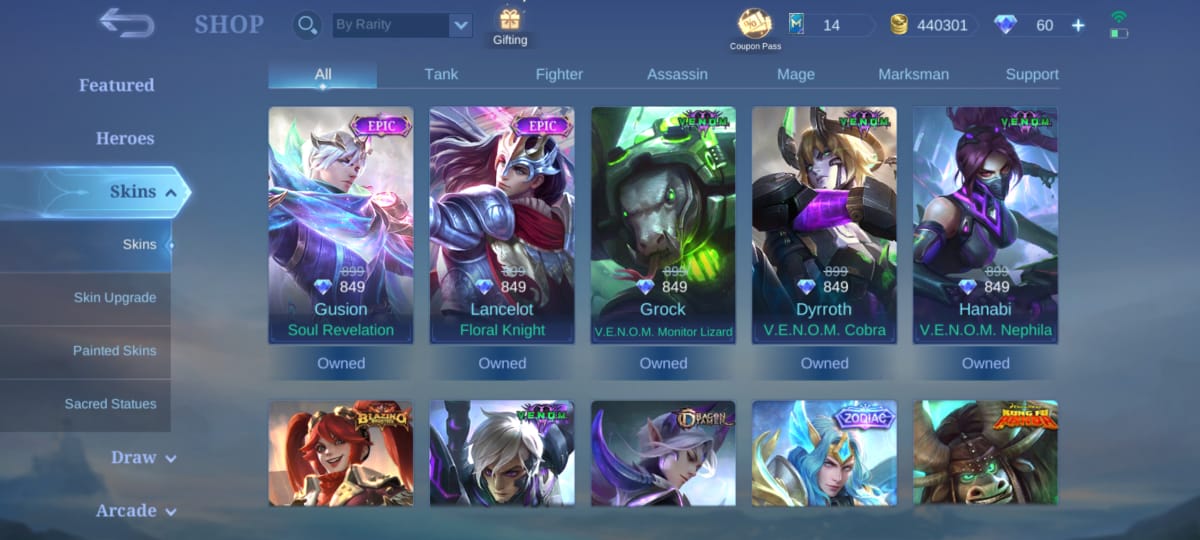 SHOP
By Rarity
Gifting
Coupon Pass
14
440301
60
Featured
Heroes
Skins
Skins
Skin Upgrade
Painted Skins
Sacred Statues
Draw
Arcade
All
Tank
Fighter
Assassin
Mage
Marksman
Support
EPIC
899
849
Gusion
Soul Revelation
Owned
EPIC
899
849
Lancelot
Floral Knight
Owned
V.E.N.O.M.
899
849
Grock
V.E.N.O.M. Monitor Lizard
Owned
V.E.N.O.M.
899
849
Dyrroth
V.E.N.O.M. Cobra
Owned
V.E.N.O.M.
899
849
Hanabi
V.E.N.O.M. Nephila
Owned
BLAZING
V.E.N.O.M.
DRAGON
TAMER
ZODIAC
KUNG FU
PANDA